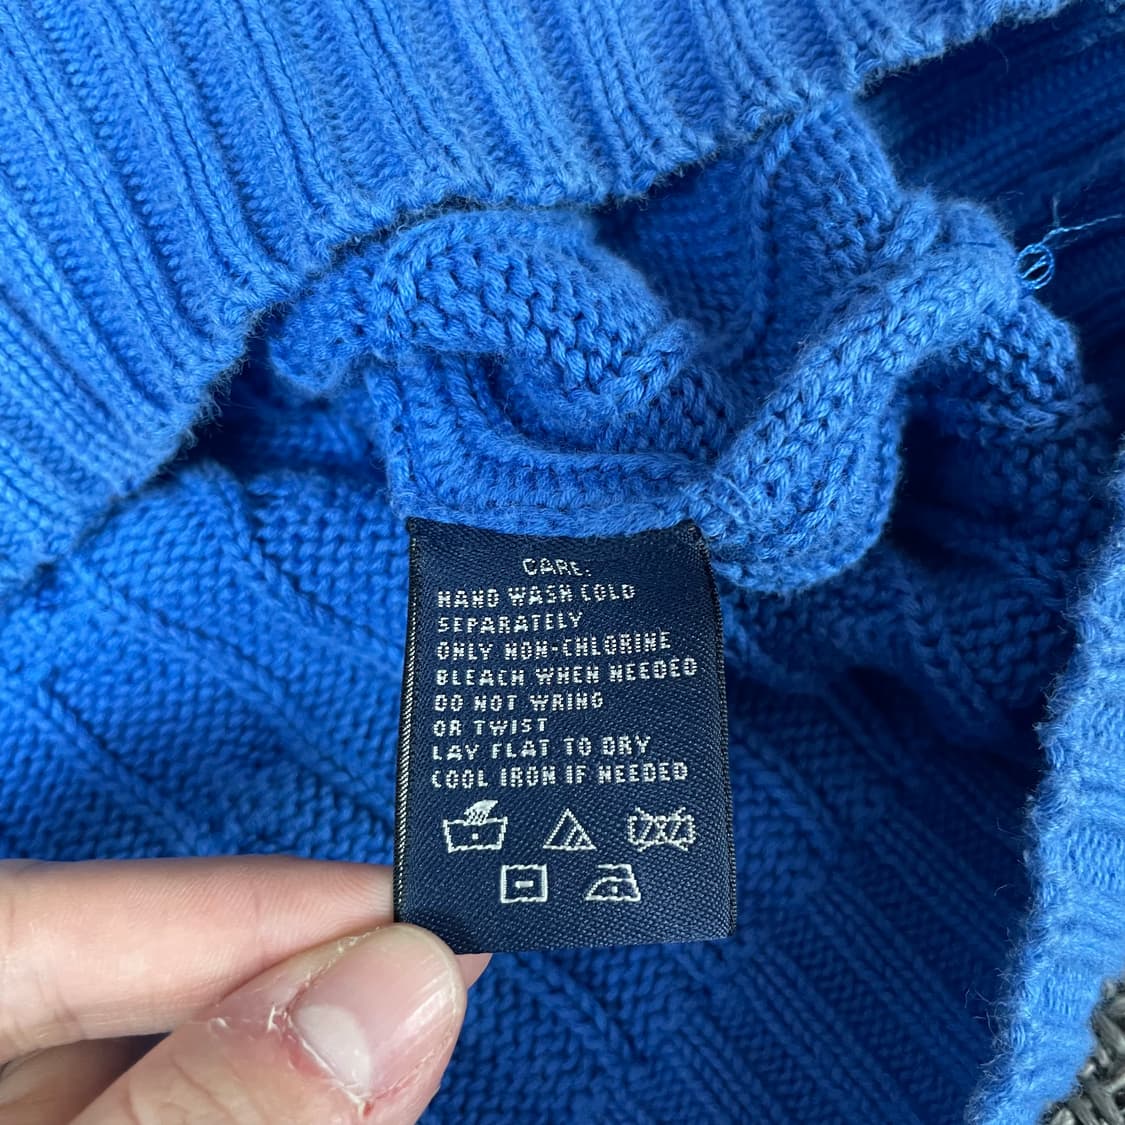 CARE:
HAND WASH COLD
SEPARATELY
ONLY NON-CHLORINE
BLEACH WHEN NEEDED
DO NOT WRING
OR TWIST
LAY FLAT TO DRY
COOL IRON IF NEEDED